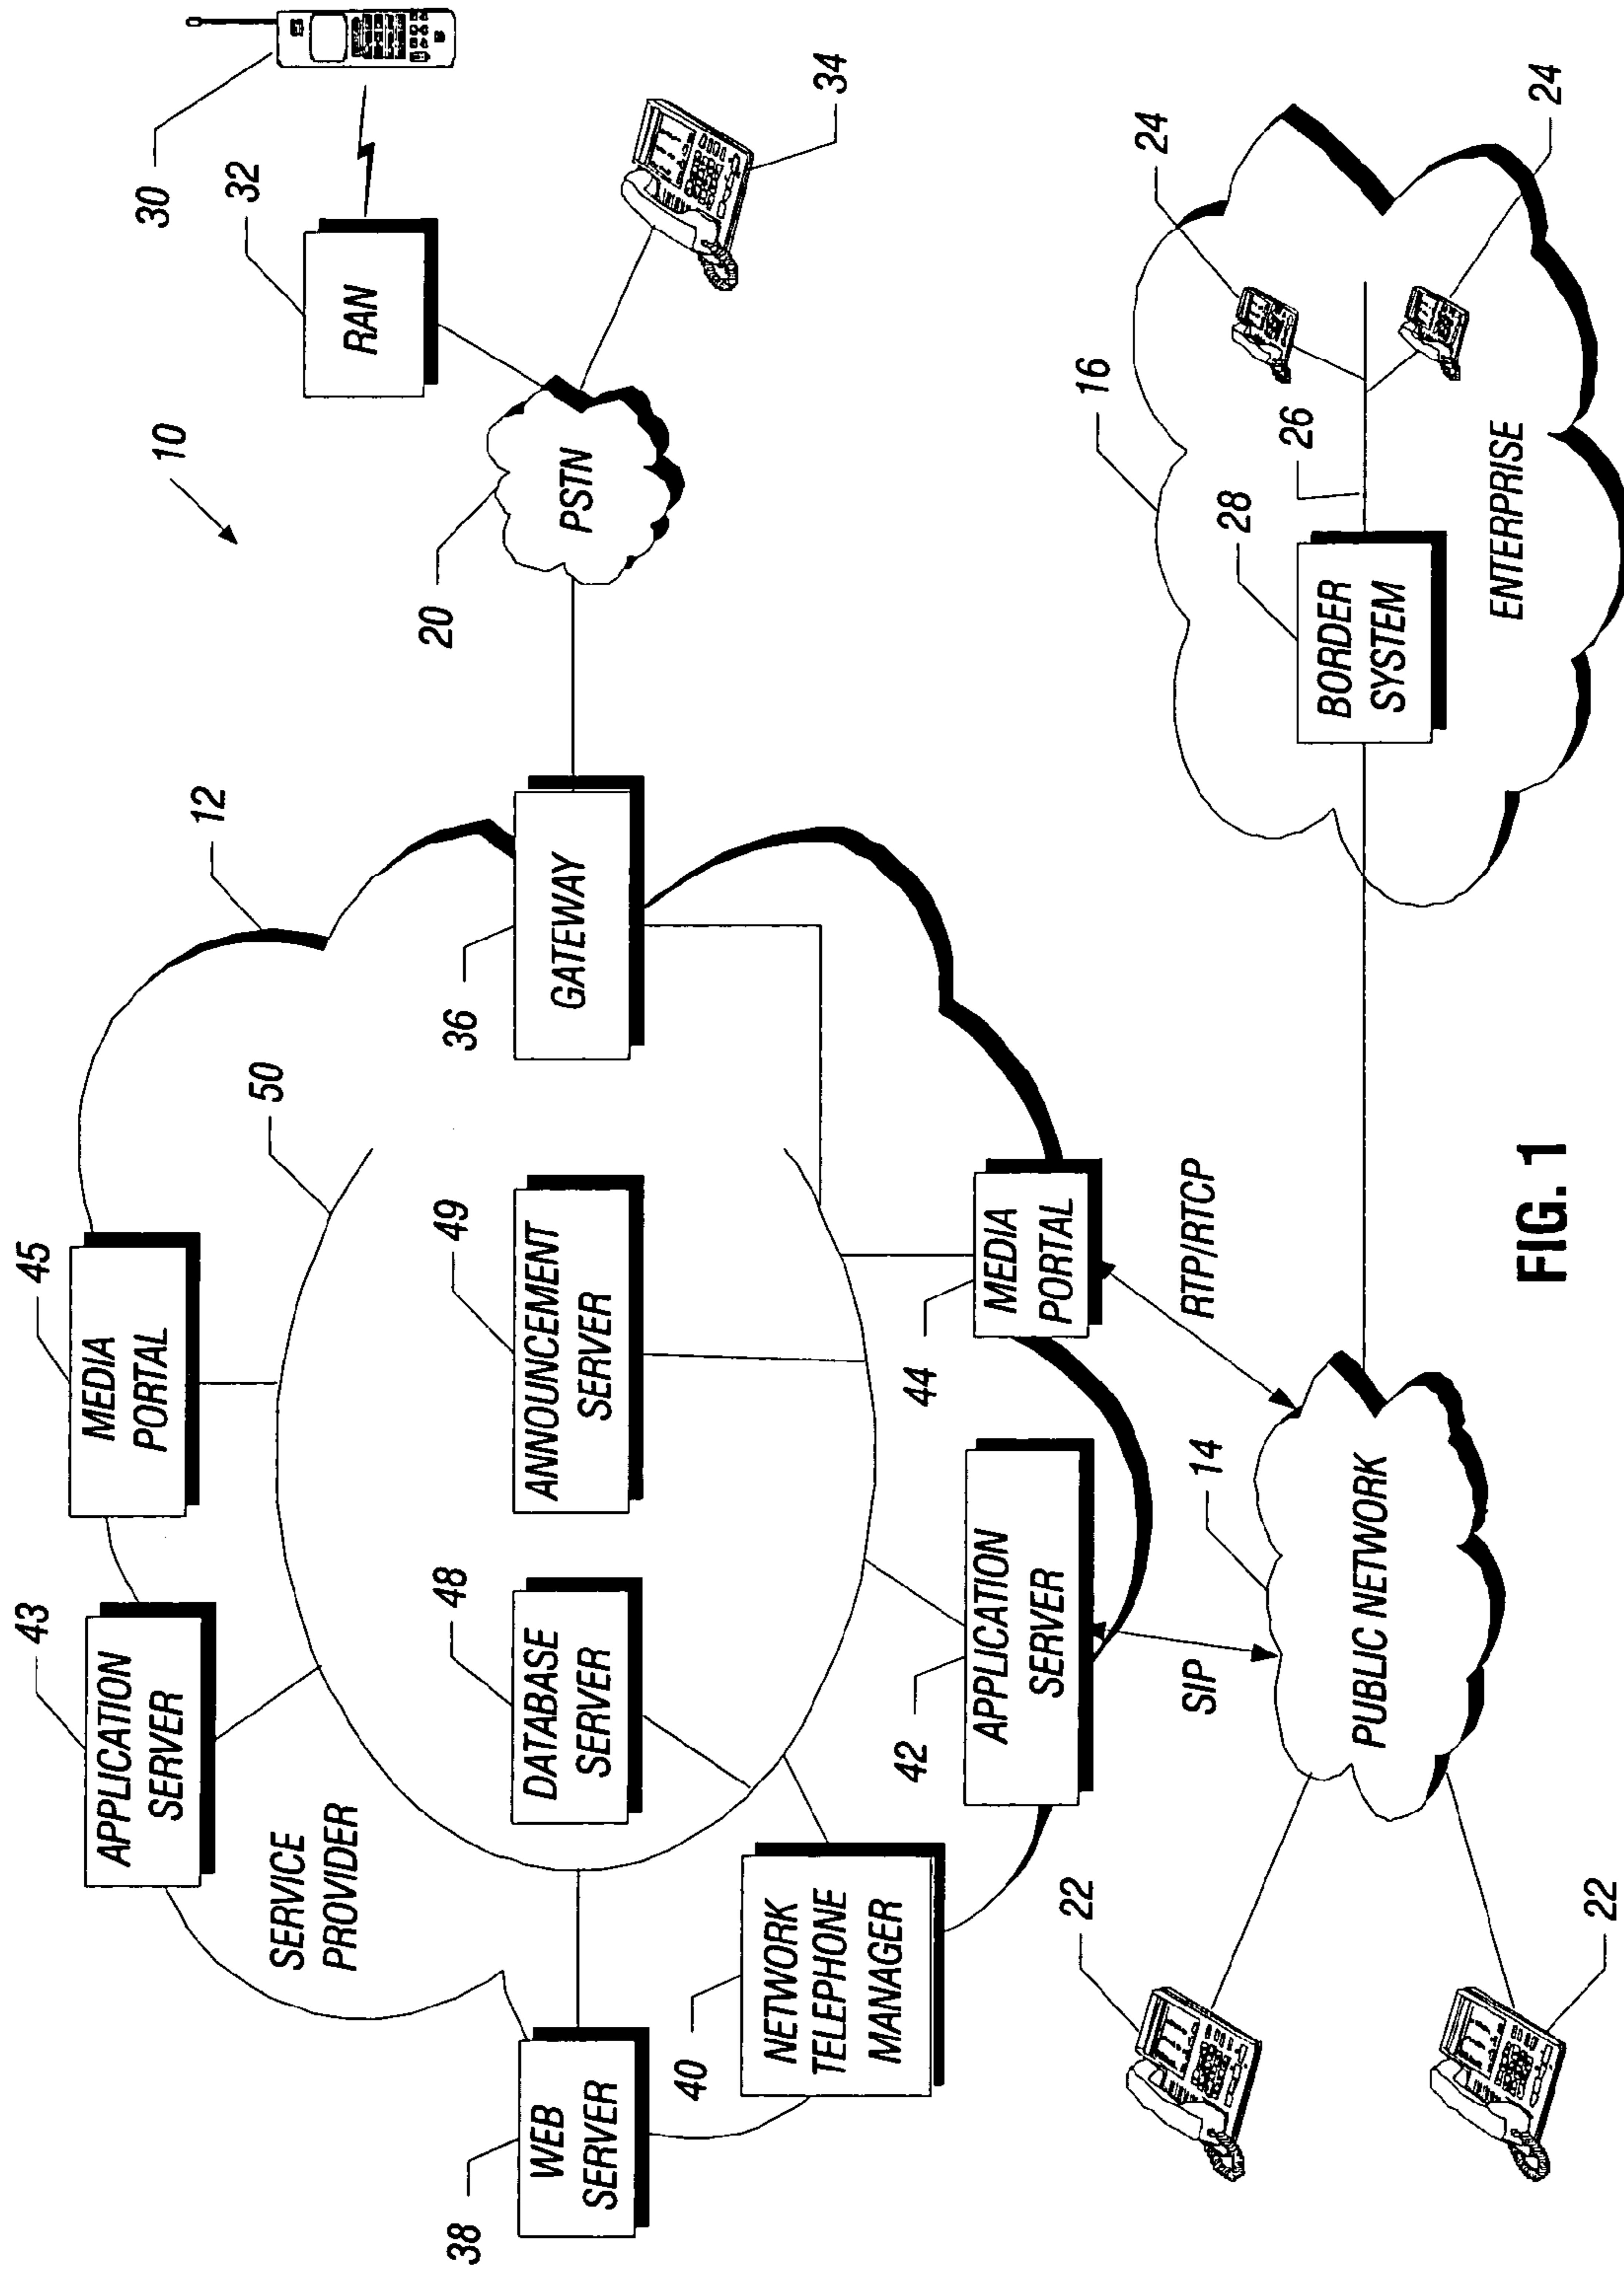 10
30
32
RAN
34
20
PSTN
12
36
GATEWAY
45
MEDIA
PORTAL
50
43
APPLICATION
SERVER
49
ANNOUNCEMENT
SERVER
48
DATABASE
SERVER
SERVICE
PROVIDER
38
WEB
SERVER
40
NETWORK
TELEPHONE
MANAGER
42
APPLICATION
SERVER
44
MEDIA
PORTAL
SIP
RTP/RTCP
14
PUBLIC NETWORK
22
22
16
24
24
26
28
BORDER
SYSTEM
ENTERPRISE
FIG. 1